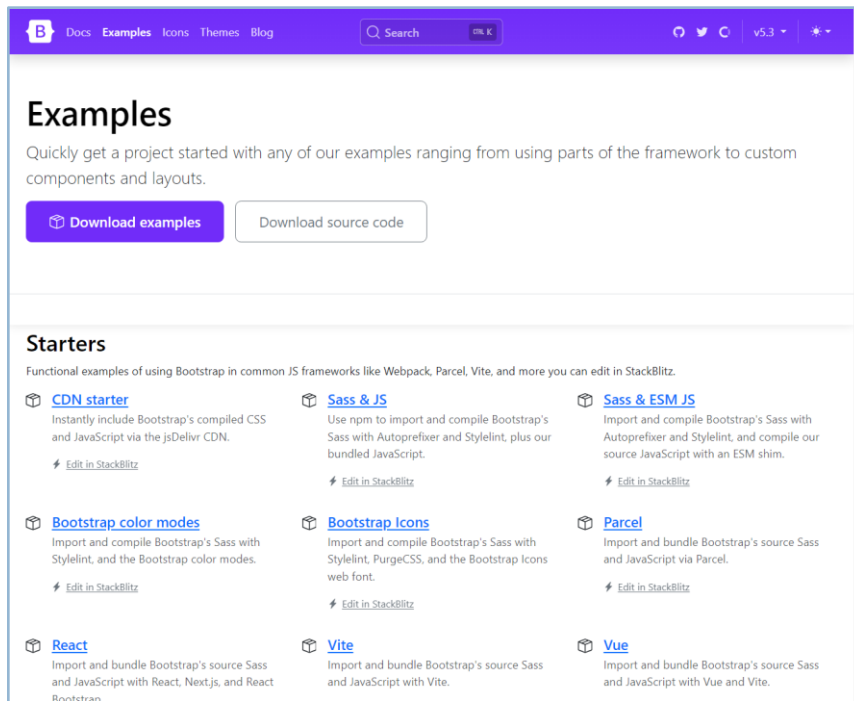 B Docs Examples Icons Themes Blog Search CTRL K v5.3
Examples
Quickly get a project started with any of our examples ranging from using parts of the framework to custom
components and layouts.
Download examples Download source code
Starters
Functional examples of using Bootstrap in common JS frameworks like Webpack, Parcel, Vite, and more you can edit in StackBlitz.
CDN starter
Instantly include Bootstrap's compiled CSS
and JavaScript via the jsDelivr CDN.
Edit in StackBlitz
Sass & JS
Use npm to import and compile Bootstrap's
Sass with Autoprefixer and Stylelint, plus our
bundled JavaScript.
Edit in StackBlitz
Sass & ESM JS
Import and compile Bootstrap's Sass with
Autoprefixer and Stylelint, and compile our
source JavaScript with an ESM shim.
Edit in StackBlitz
Bootstrap color modes
Import and compile Bootstrap's Sass with
Stylelint, and the Bootstrap color modes.
Edit in StackBlitz
Bootstrap Icons
Import and compile Bootstrap's Sass with
Stylelint, PurgeCSS, and the Bootstrap Icons
web font.
Edit in StackBlitz
Parcel
Import and bundle Bootstrap's source Sass
and JavaScript via Parcel.
Edit in StackBlitz
React
Import and bundle Bootstrap's source Sass
and JavaScript with React, Next.js, and React
Bootstrap.
Vite
Import and bundle Bootstrap's source Sass
and JavaScript with Vite.
Vue
Import and bundle Bootstrap's source Sass
and JavaScript with Vue and Vite.